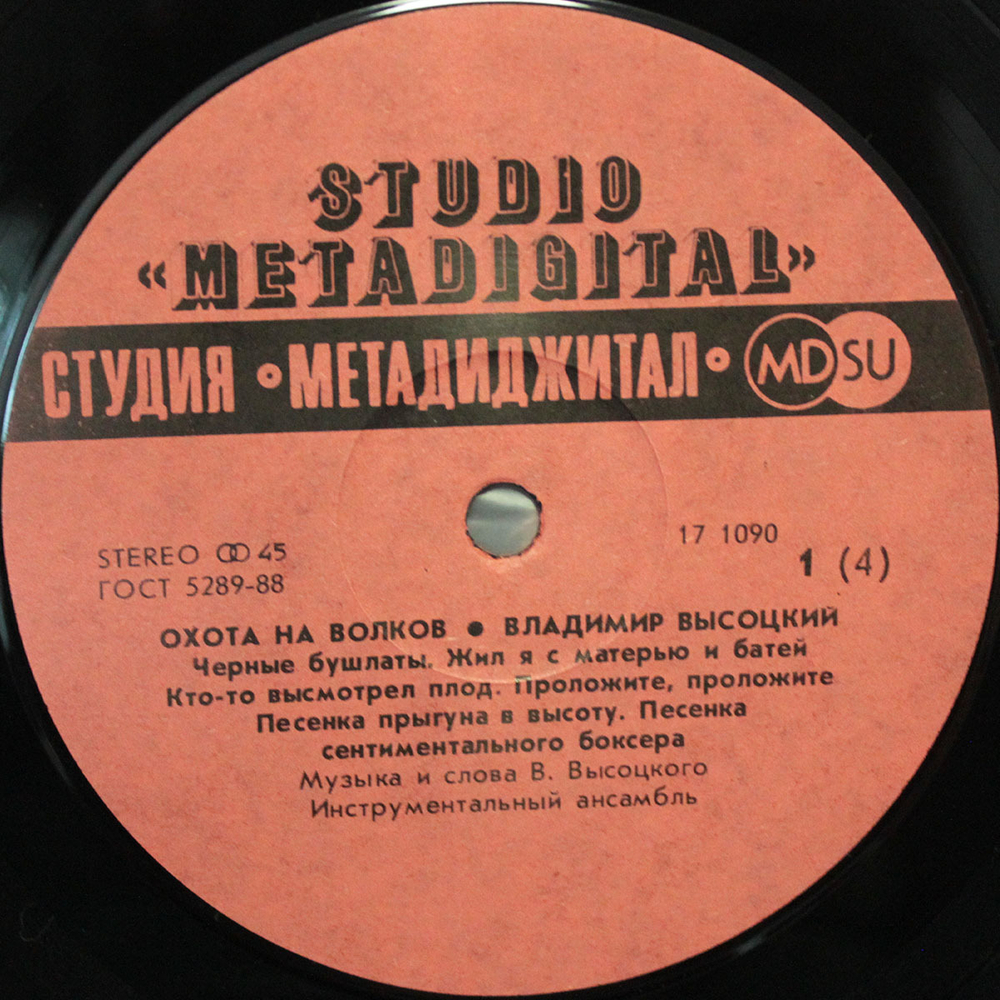 STUDIO
«METADIGITAL»
СТУДИЯ •МЕТАДИДЖИТАЛ• MDSU
STEREO ꝏ 45
ГОСТ 5289-88
17 1090
1 (4)
ОХОТА НА ВОЛКОВ ● ВЛАДИМИР ВЫСОЦКИЙ
Черные бушлаты. Жил я с матерью и батей
Кто-то высмотрел плод. Проложите, проложите
Песенка прыгуна в высоту. Песенка
сентиментального боксера
Музыка и слова В. Высоцкого
Инструментальный ансамбль